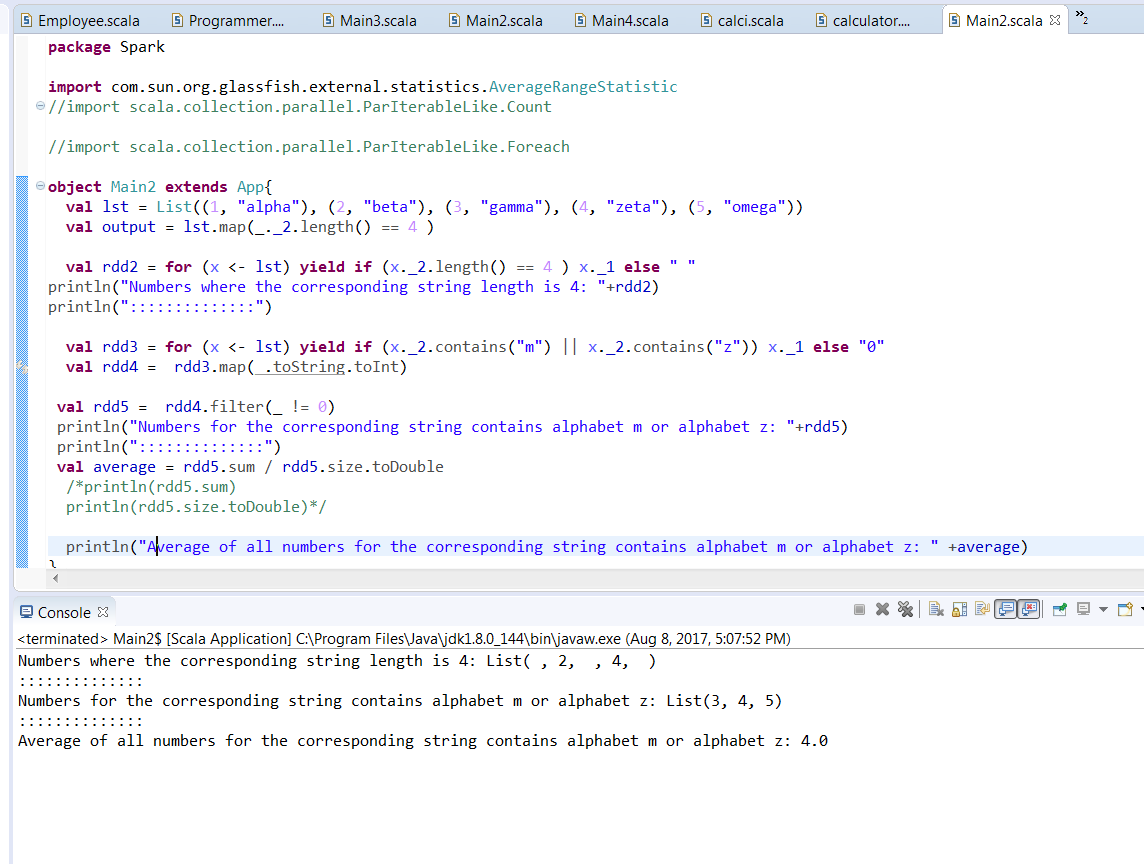 Employee.scala Programmer.... Main3.scala Main2.scala Main4.scala calci.scala calculator.... Main2.scala »2
package Spark
import com.sun.org.glassfish.external.statistics.AverageRangeStatistic
//import scala.collection.parallel.ParIterableLike.Count
//import scala.collection.parallel.ParIterableLike.Foreach
object Main2 extends App{
val lst = List((1, "alpha"), (2, "beta"), (3, "gamma"), (4, "zeta"), (5, "omega"))
val output = lst.map(_._2.length() == 4 )
val rdd2 = for (x <- lst) yield if (x._2.length() == 4 ) x._1 else " "
println("Numbers where the corresponding string length is 4: "+rdd2)
println("::::::::::::::")
val rdd3 = for (x <- lst) yield if (x._2.contains("m") || x._2.contains("z")) x._1 else "0"
val rdd4 =  rdd3.map(_.toString.toInt)
val rdd5 =  rdd4.filter(_ != 0)
println("Numbers for the corresponding string contains alphabet m or alphabet z: "+rdd5)
println("::::::::::::::")
val average = rdd5.sum / rdd5.size.toDouble
/*println(rdd5.sum)
println(rdd5.size.toDouble)*/
println("Average of all numbers for the corresponding string contains alphabet m or alphabet z: " +average)
}
Console
<terminated> Main2$ [Scala Application] C:\Program Files\Java\jdk1.8.0_144\bin\javaw.exe (Aug 8, 2017, 5:07:52 PM)
Numbers where the corresponding string length is 4: List( , 2,  , 4,  )
::::::::::::::
Numbers for the corresponding string contains alphabet m or alphabet z: List(3, 4, 5)
::::::::::::::
Average of all numbers for the corresponding string contains alphabet m or alphabet z: 4.0